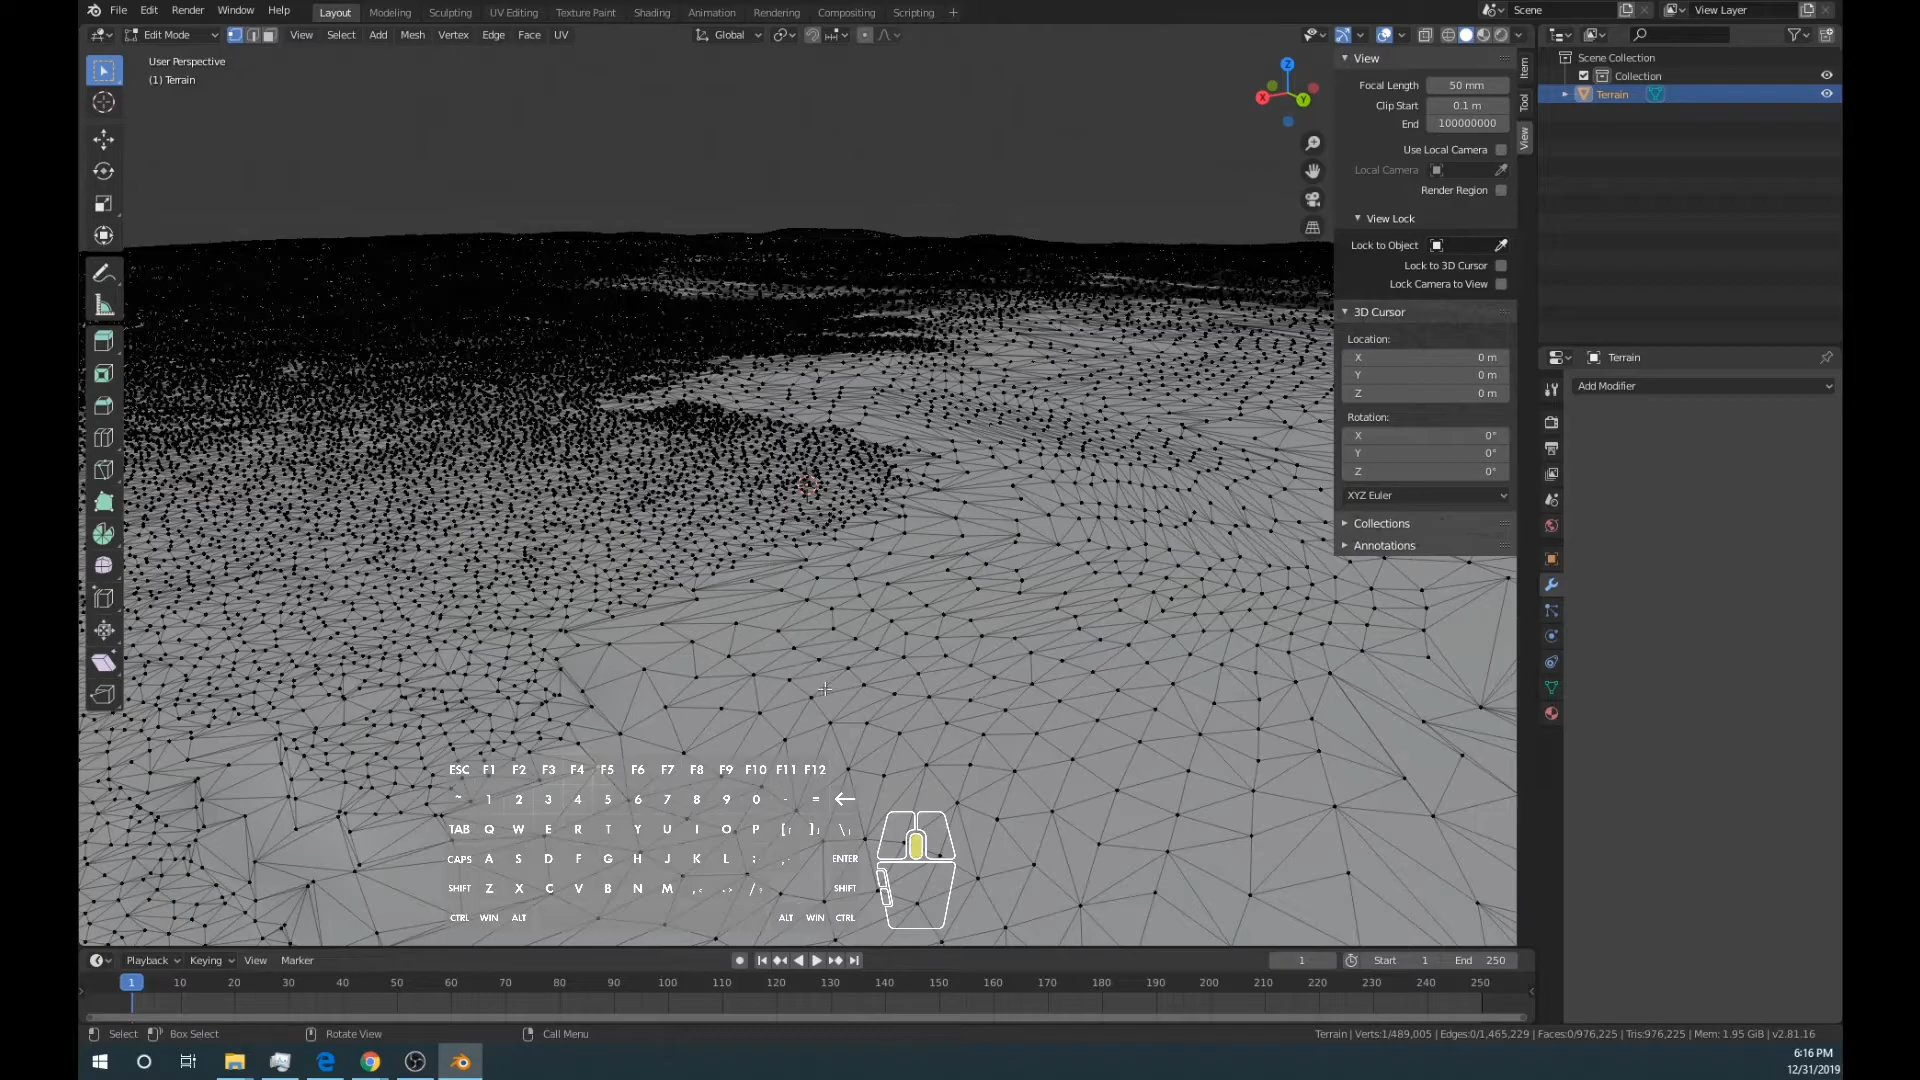 File Edit Render Window Help Layout Modeling Sculpting UV Editing Texture Paint Shading Animation Rendering Compositing Scripting + Scene View Layer
Edit Mode View Select Add Mesh Vertex Edge Face UV Global
User Perspective
(1) Terrain
Z
X
Y
View
Focal Length 50 mm
Clip Start 0.1 m
End 100000000
Use Local Camera
Local Camera
Render Region
View Lock
Lock to Object
Lock to 3D Cursor
Lock Camera to View
3D Cursor
Location:
X 0 m
Y 0 m
Z 0 m
Rotation:
X 0°
Y 0°
Z 0°
XYZ Euler
Collections
Annotations
Item
Tool
View
Scene Collection
Collection
Terrain
Terrain
Add Modifier
ESC F1 F2 F3 F4 F5 F6 F7 F8 F9 F10 F11 F12
~ 1 2 3 4 5 6 7 8 9 0 - = ←
TAB Q W E R T Y U I O P [ ] \
CAPS A S D F G H J K L ; ENTER
SHIFT Z X C V B N M , . / SHIFT
CTRL WIN ALT ALT WIN CTRL
Playback Keying View Marker 1 Start 1 End 250
1 10 20 30 40 50 60 70 80 90 100 110 120 130 140 150 160 170 180 190 200 210 220 230 240 250
Select Box Select Rotate View Call Menu Terrain | Verts:1/489,005 | Edges:0/1,465,229 | Faces:0/976,225 | Tris:976,225 | Mem: 1.95 GiB | v2.81.16
6:16 PM
12/31/2019